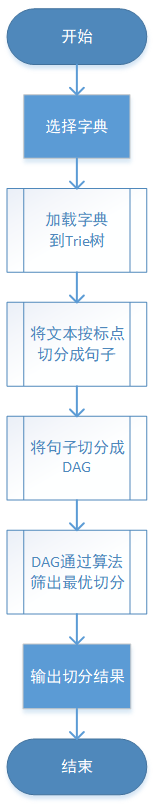 开始
选择字典
加载字典
到Trie树
将文本按标点
切分成句子
将句子切分成
DAG
DAG通过算法
筛出最优切分
输出切分结果
结束